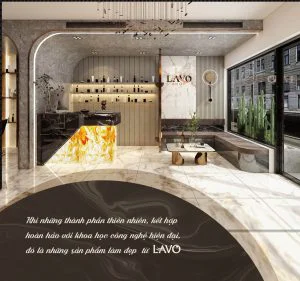 LAVO
Khi những thành phần thiên nhiên, kết hợp
hoàn hảo với khoa học công nghệ hiện đại,
đó là những sản phẩm làm đẹp từ LAVO